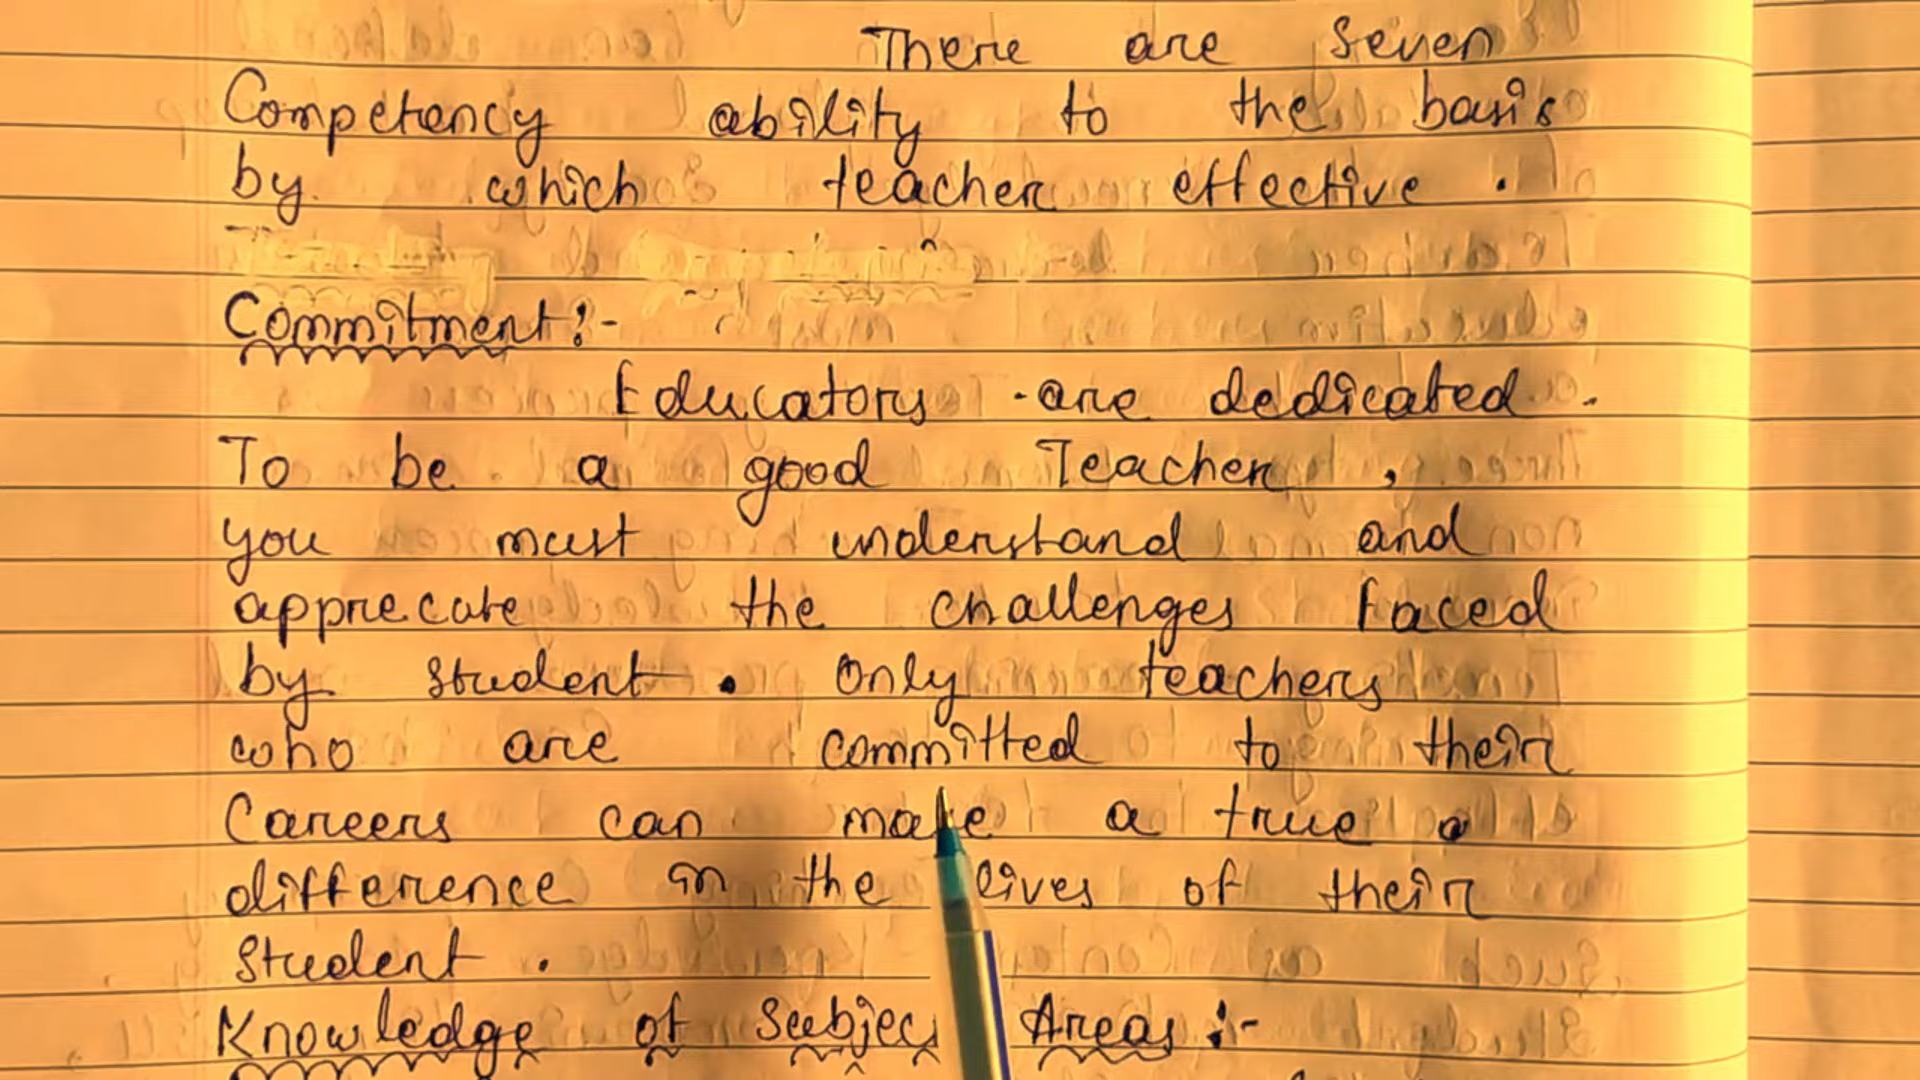 There are seven
Competency ability to the basis
by which teacher effective .
Commitment :-
Educators are dedicated .
To be a good Teacher ,
you must understand and
apprecate the challenges faced
by student . only teachers
who are committed to their
Careers can make a true
difference in the lives of their
student .
Knowledge of Subject Areas :-